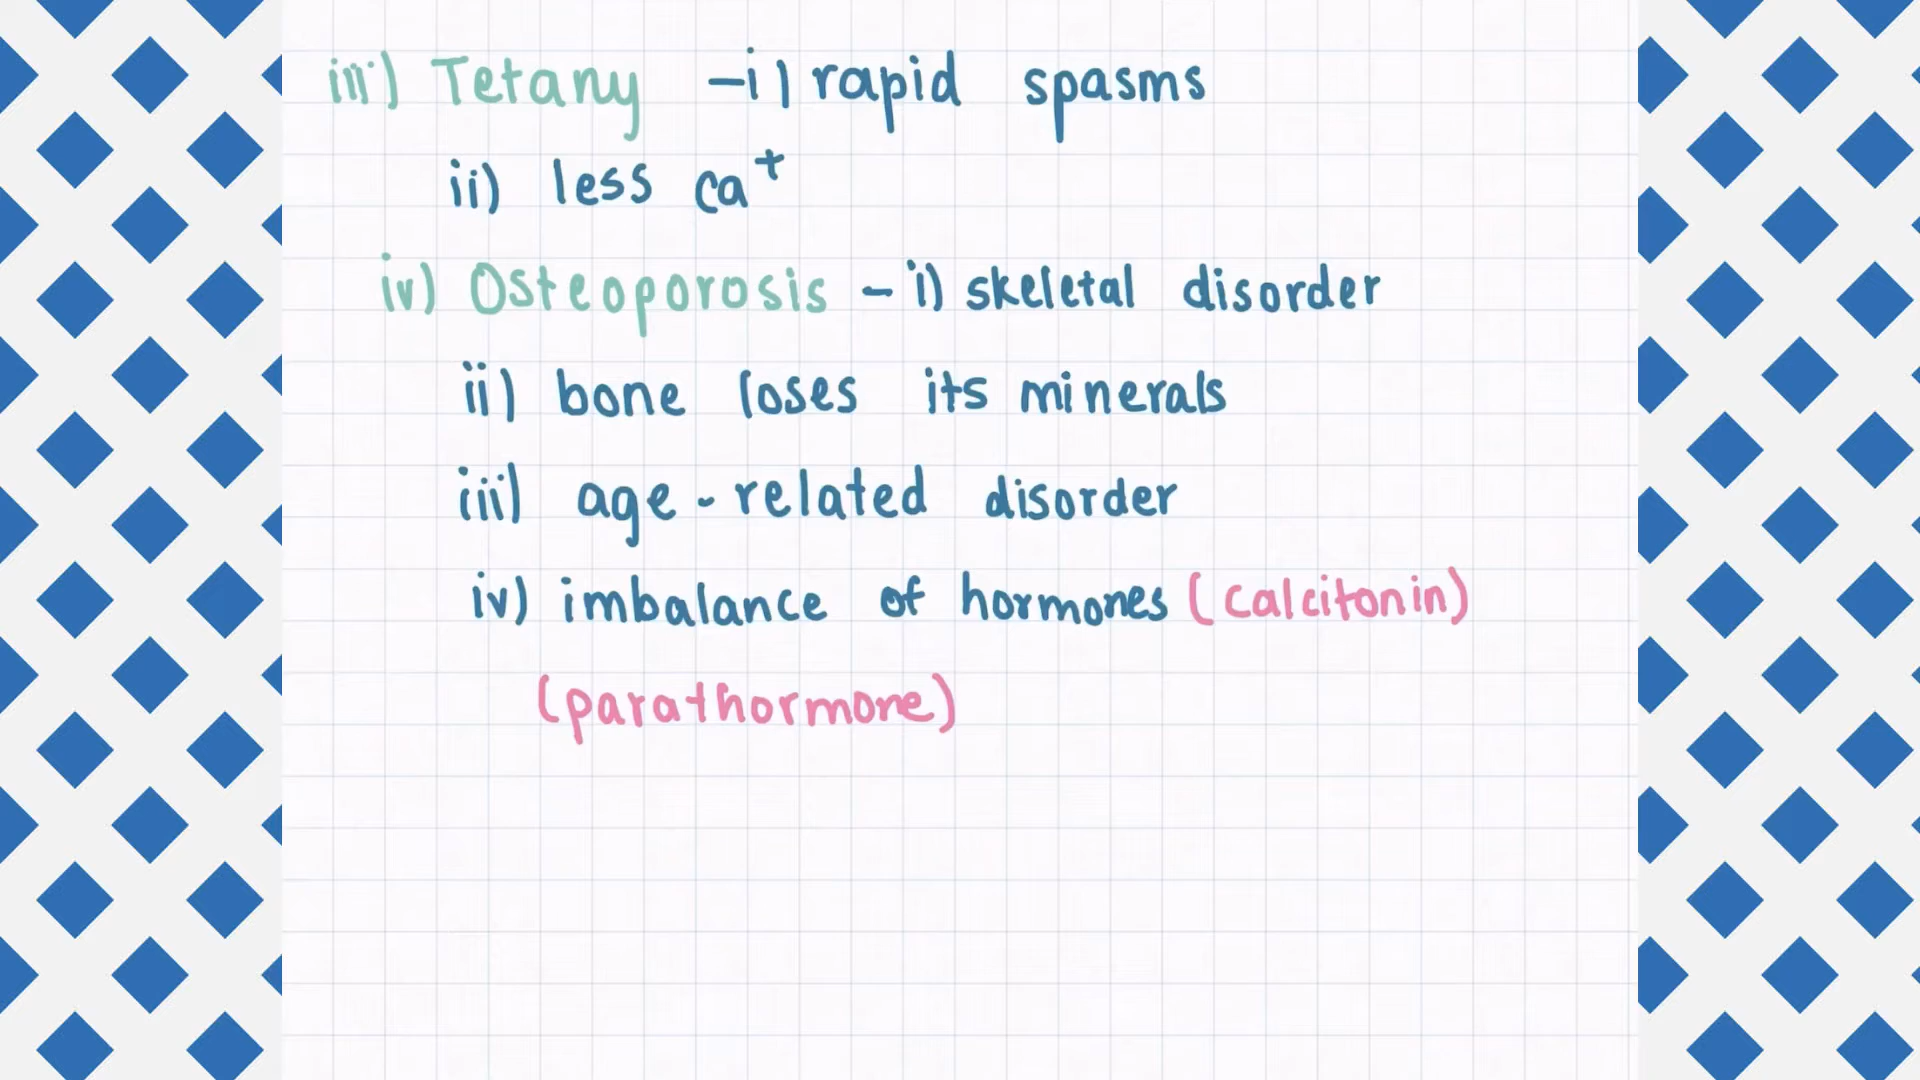 iii) Tetany - i) rapid spasms
ii) less ca⁺
iv) Osteoporosis - i) skeletal disorder
ii) bone loses its minerals
iii) age-related disorder
iv) imbalance of hormones (calcitonin)
(parathormone)